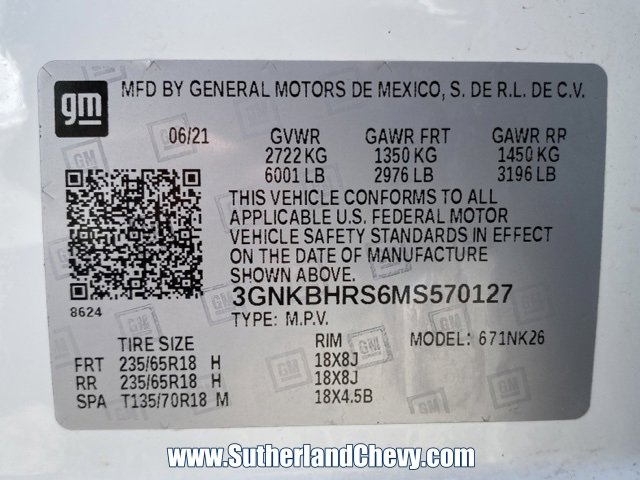 gm
MFD BY GENERAL MOTORS DE MEXICO, S. DE R.L. DE C.V.
06/21 GVWR GAWR FRT GAWR RR
2722 KG 1350 KG 1450 KG
6001 LB 2976 LB 3196 LB
THIS VEHICLE CONFORMS TO ALL
APPLICABLE U.S. FEDERAL MOTOR
VEHICLE SAFETY STANDARDS IN EFFECT
ON THE DATE OF MANUFACTURE
SHOWN ABOVE.
8624
3GNKBHRS6MS570127
TYPE: M.P.V.
TIRE SIZE RIM MODEL: 671NK26
FRT 235/65R18 H 18X8J
RR 235/65R18 H 18X8J
SPA T135/70R18 M 18X4.5B
www.SutherlandChevy.com